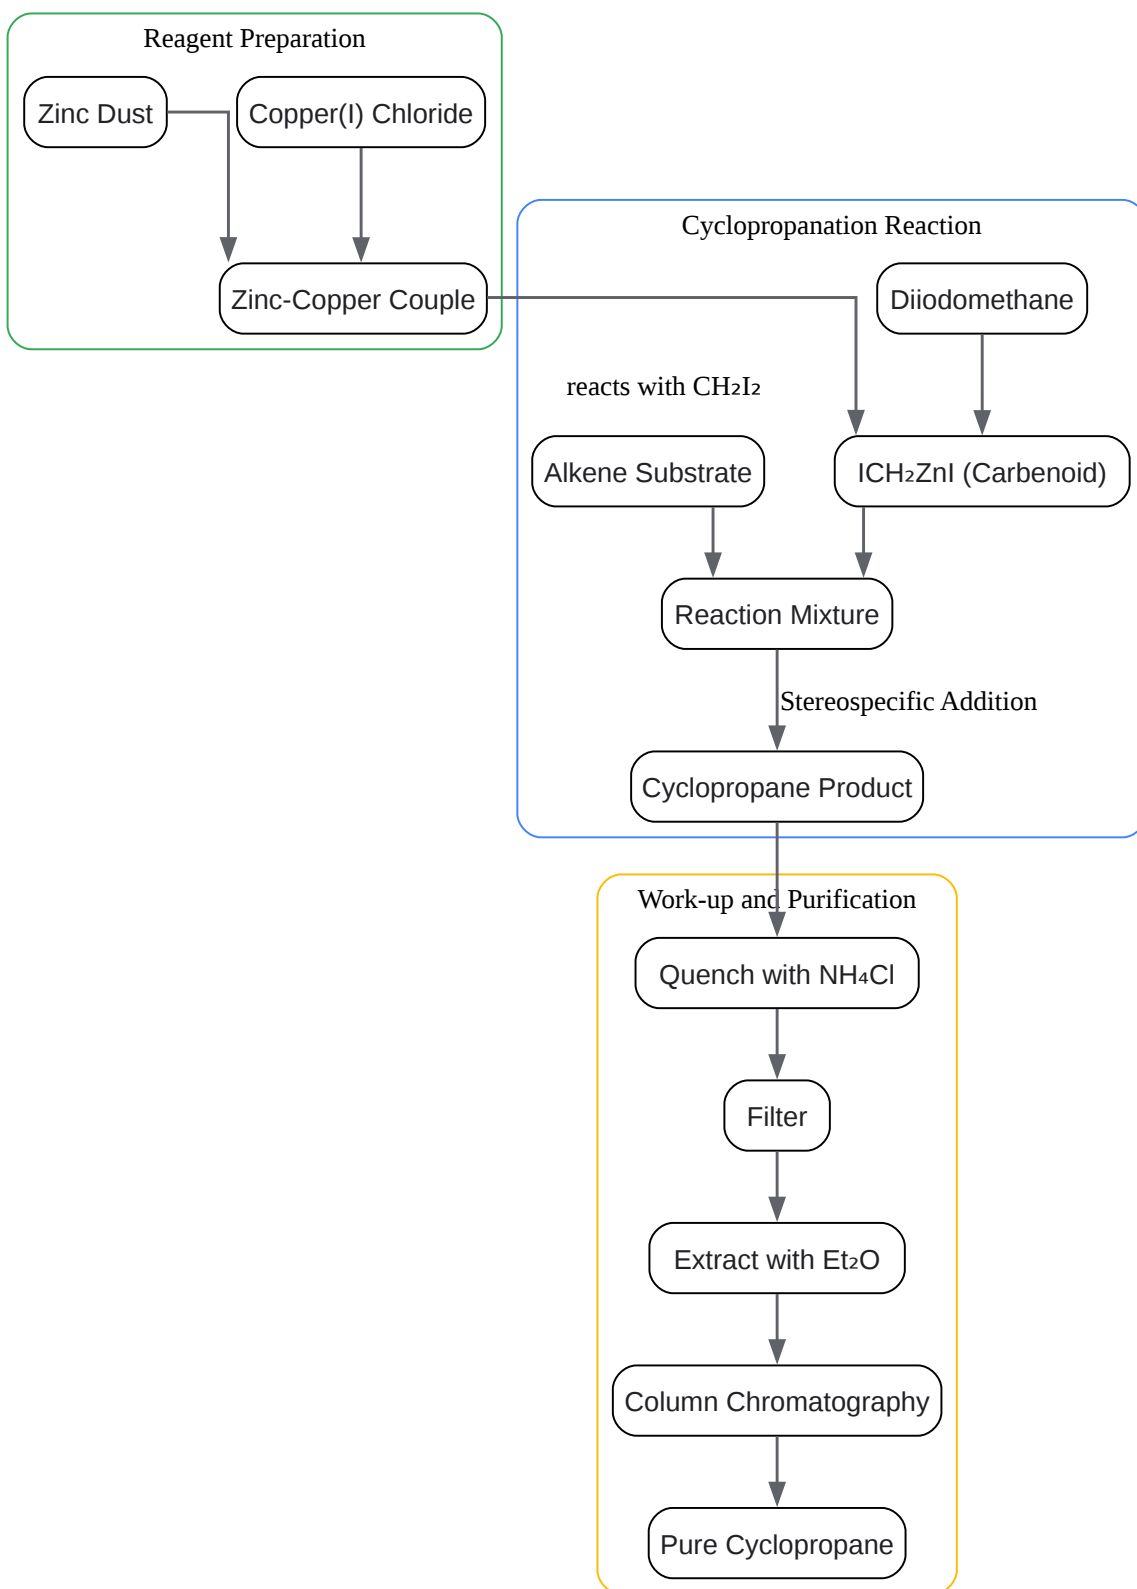 Reagent Preparation
Zinc Dust
Copper(I) Chloride
Zinc-Copper Couple
Cyclopropanation Reaction
Diiodomethane
reacts with CH₂I₂
Alkene Substrate
ICH₂ZnI (Carbenoid)
Reaction Mixture
Stereospecific Addition
Cyclopropane Product
Work-up and Purification
Quench with NH₄Cl
Filter
Extract with Et₂O
Column Chromatography
Pure Cyclopropane